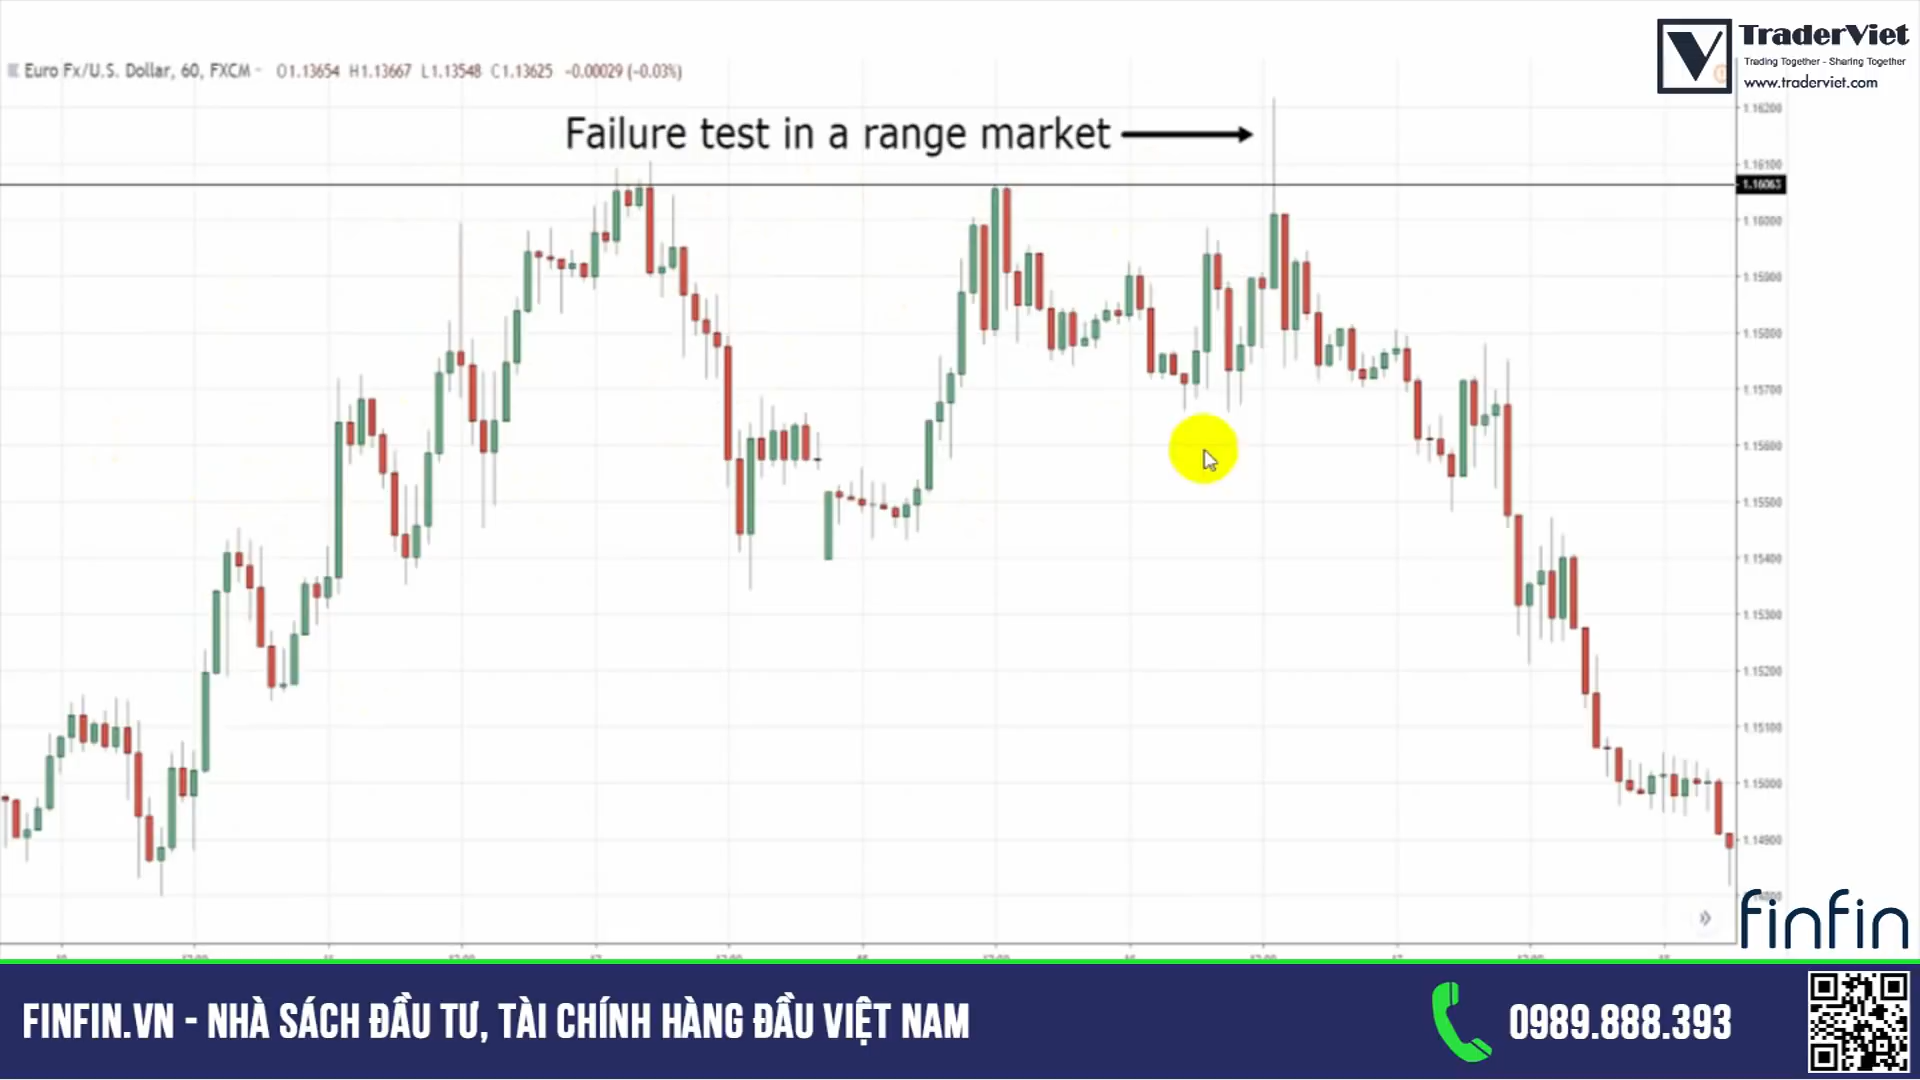 TraderViet
Trading Together - Sharing Together
www.traderviet.com
Euro Fx/U.S. Dollar, 60, FXCM - O1.13654 H1.13667 L1.13548 C1.13625 -0.00029 (-0.03%)
Failure test in a range market
1.16200
1.16100
1.16063
1.16000
1.15900
1.15800
1.15700
1.15600
1.15500
1.15400
1.15300
1.15200
1.15100
1.15000
1.14900
finfin
FINFIN.VN - NHÀ SÁCH ĐẦU TƯ, TÀI CHÍNH HÀNG ĐẦU VIỆT NAM
0989.888.393